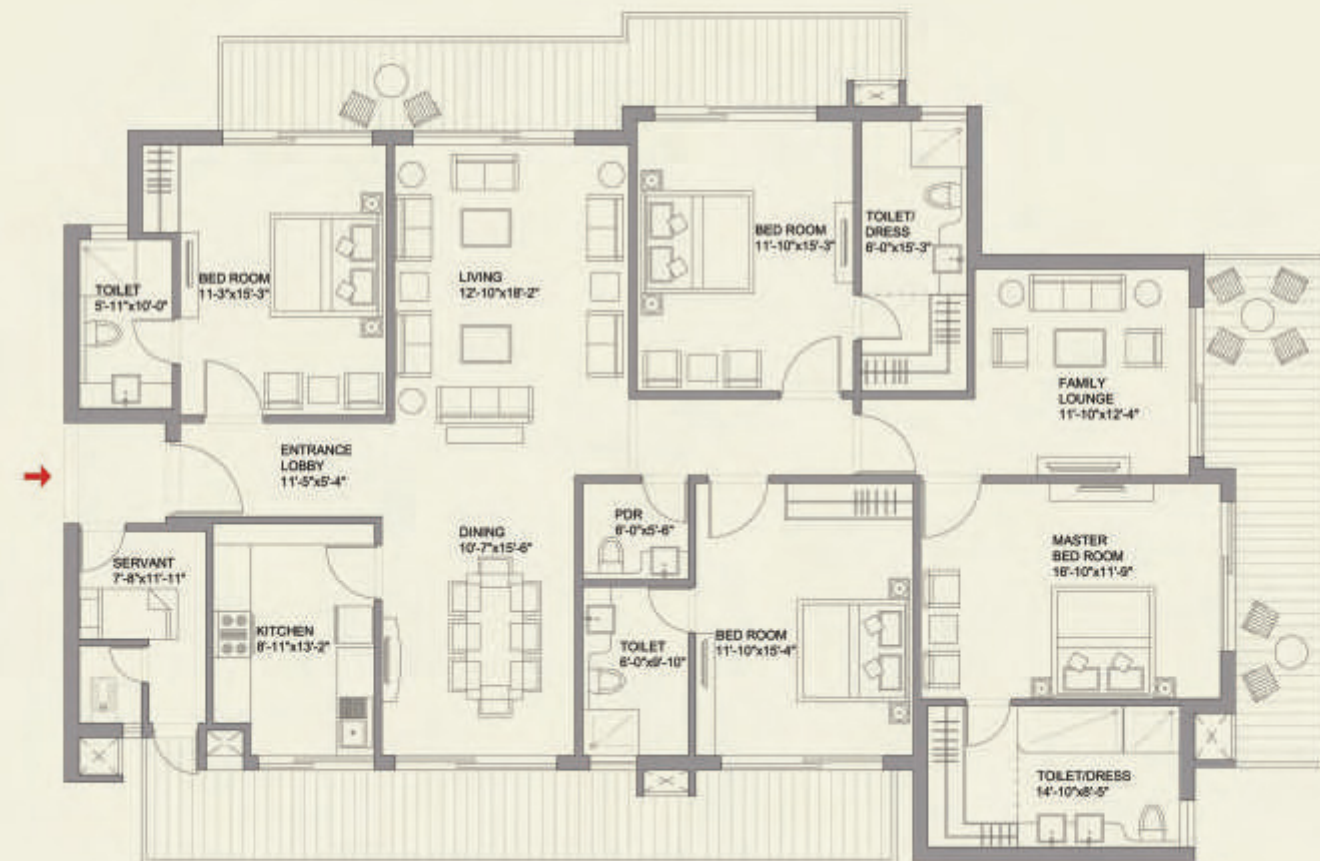 BED ROOM
11'-10"x15'-3"
TOILET/
DRESS
6'-0"x15'-3"
BED ROOM
11-3"x15'-3"
LIVING
12'-10"x18'-2"
TOILET
5'-11"x10'-0"
FAMILY
LOUNGE
11'-10"x12'-4"
ENTRANCE
LOBBY
11'-5"x5'-4"
PDR
6'-0"x5'-6"
DINING
10'-7"x15'-6"
MASTER
BED ROOM
16'-10"x11'-9"
SERVANT
7'-8"x11'-11"
KITCHEN
8'-11"x13'-2"
TOILET
6'-0"x9'-10"
BED ROOM
11'-10"x15'-4"
TOILET/DRESS
14'-10"x8'-5"